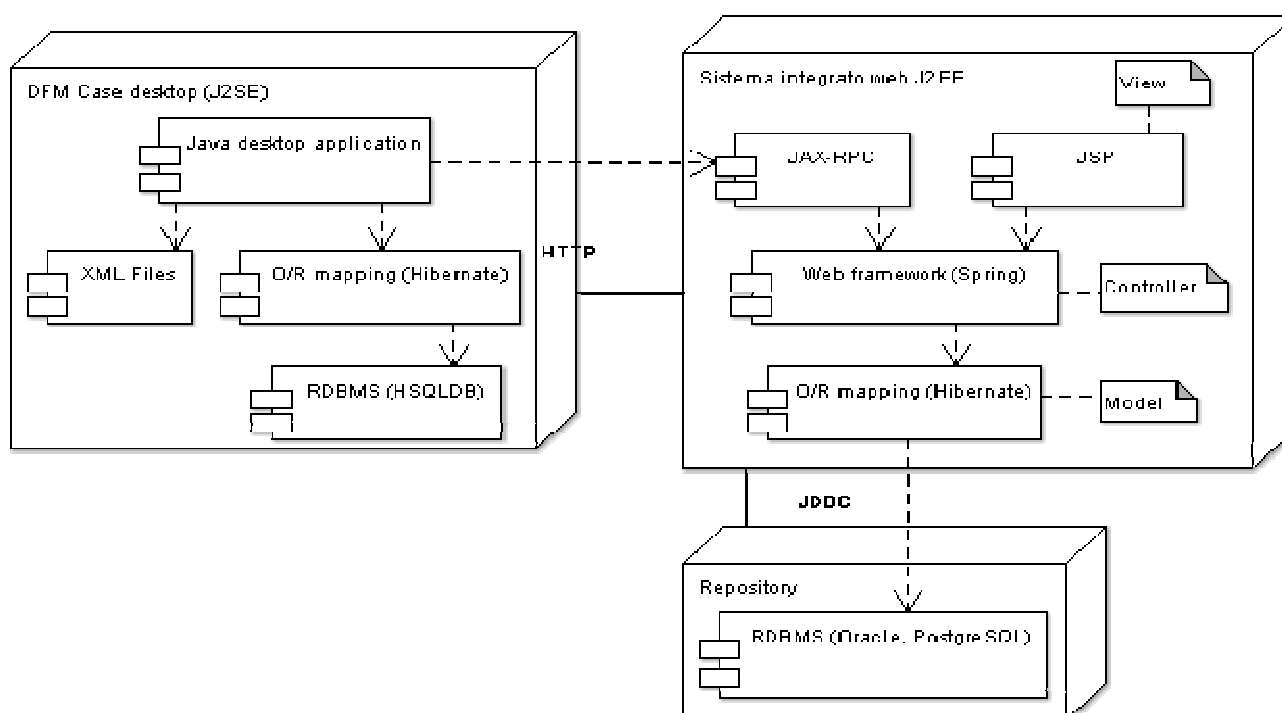 DFM Case desktop (J2SE)
Java desktop application
XML Files
O/R mapping (Hibernate)
RDBMS (HSQLDB)
HTTP
Sistema integrato web J2EE
View
JAX-RPC
JSP
Web framework (Spring)
Controller
O/R mapping (Hibernate)
Model
Repository
RDBMS (Oracle, PostgreSQL)